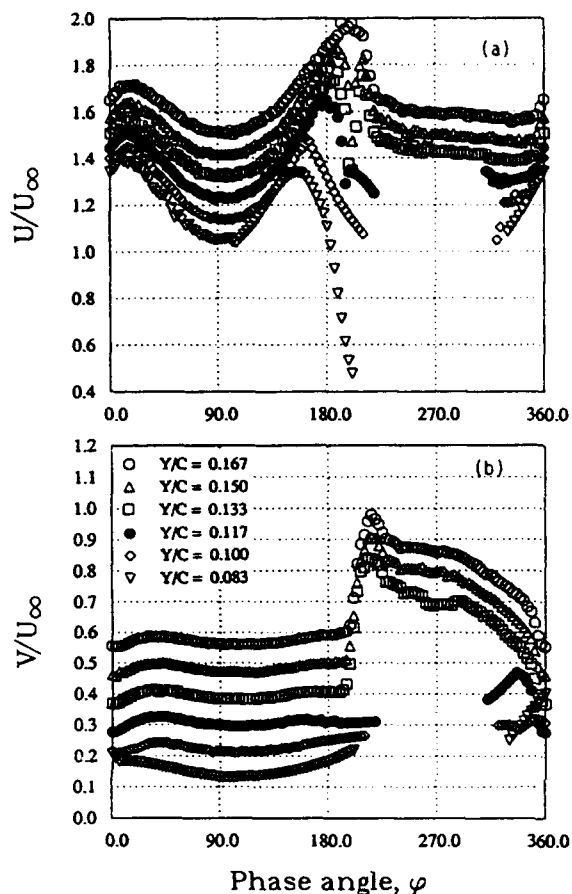 (a)
2.0
1.8
1.6
1.4
1.2
1.0
0.8
0.6
0.4
U/U∞
0.0 90.0 180.0 270.0 360.0
(b)
1.2
1.1
1.0
0.9
0.8
0.7
0.6
0.5
0.4
0.3
0.2
0.1
0.0
V/U∞
Y/C = 0.167
Y/C = 0.150
Y/C = 0.133
Y/C = 0.117
Y/C = 0.100
Y/C = 0.083
0.0 90.0 180.0 270.0 360.0
Phase angle, φ